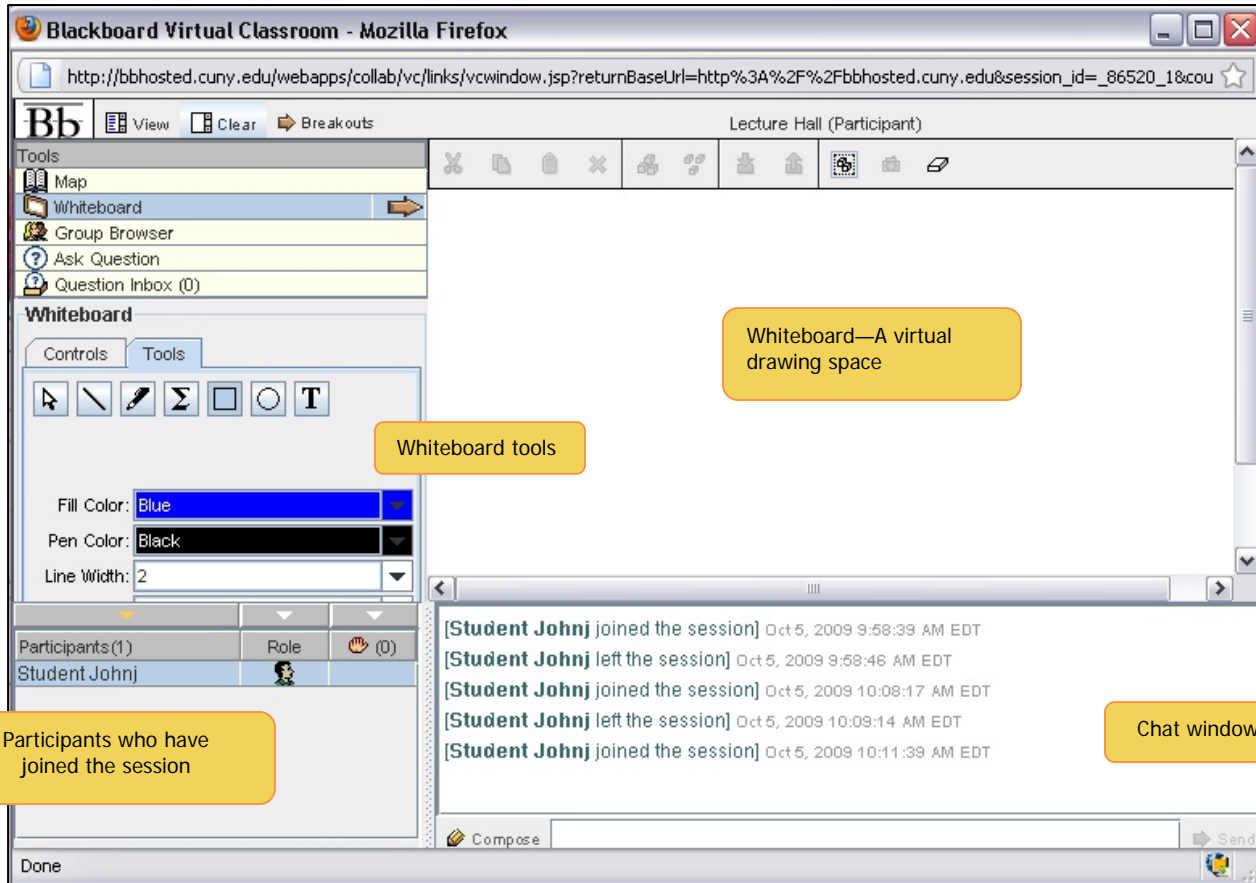 Blackboard Virtual Classroom - Mozilla Firefox
http://bbhosted.cuny.edu/webapps/collab/vc/links/vcwindow.jsp?returnBaseUrl=http%3A%2F%2Fbbhosted.cuny.edu&session_id=_86520_1&cou
Bb View Clear Breakouts Lecture Hall (Participant)
Tools
Map
Whiteboard
Group Browser
? Ask Question
? Question Inbox (0)
Whiteboard
Controls Tools
Σ T
Whiteboard—A virtual
drawing space
Whiteboard tools
Fill Color: Blue
Pen Color: Black
Line Width: 2
Participants(1) Role (0)
Student Johnj
Participants who have
joined the session
[Student Johnj joined the session] Oct 5, 2009 9:58:39 AM EDT
[Student Johnj left the session] Oct 5, 2009 9:58:46 AM EDT
[Student Johnj joined the session] Oct 5, 2009 10:08:17 AM EDT
[Student Johnj left the session] Oct 5, 2009 10:09:14 AM EDT
[Student Johnj joined the session] Oct 5, 2009 10:11:39 AM EDT
Chat window
Compose Send
Done